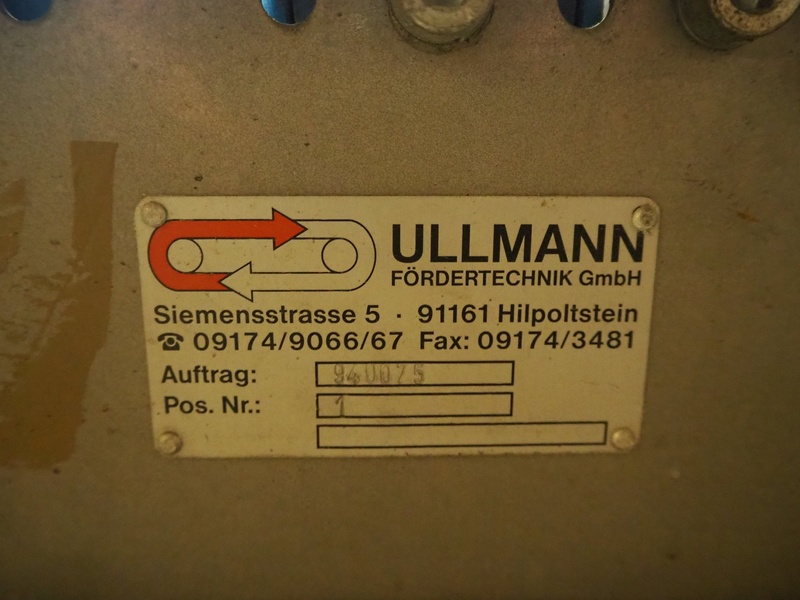 ULLMANN
FÖRDERTECHNIK GmbH
Siemensstrasse 5 · 91161 Hilpoltstein
☎ 09174/9066/67 Fax: 09174/3481
Auftrag: 940075
Pos. Nr.: 1